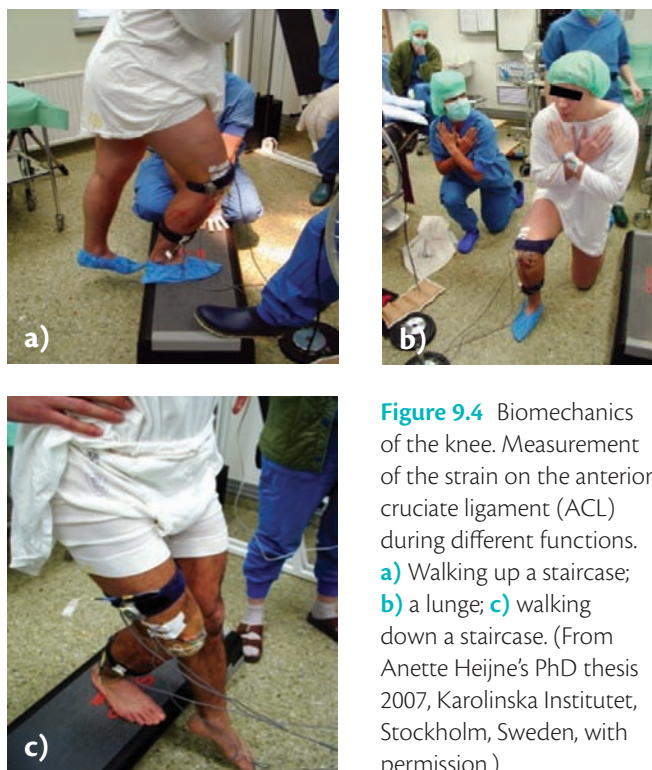 a)
b)
c)
Figure 9.4 Biomechanics
of the knee. Measurement
of the strain on the anterior
cruciate ligament (ACL)
during different functions.
a) Walking up a staircase;
b) a lunge; c) walking
down a staircase. (From
Anette Heijne’s PhD thesis
2007, Karolinska Institutet,
Stockholm, Sweden, with
permission.)